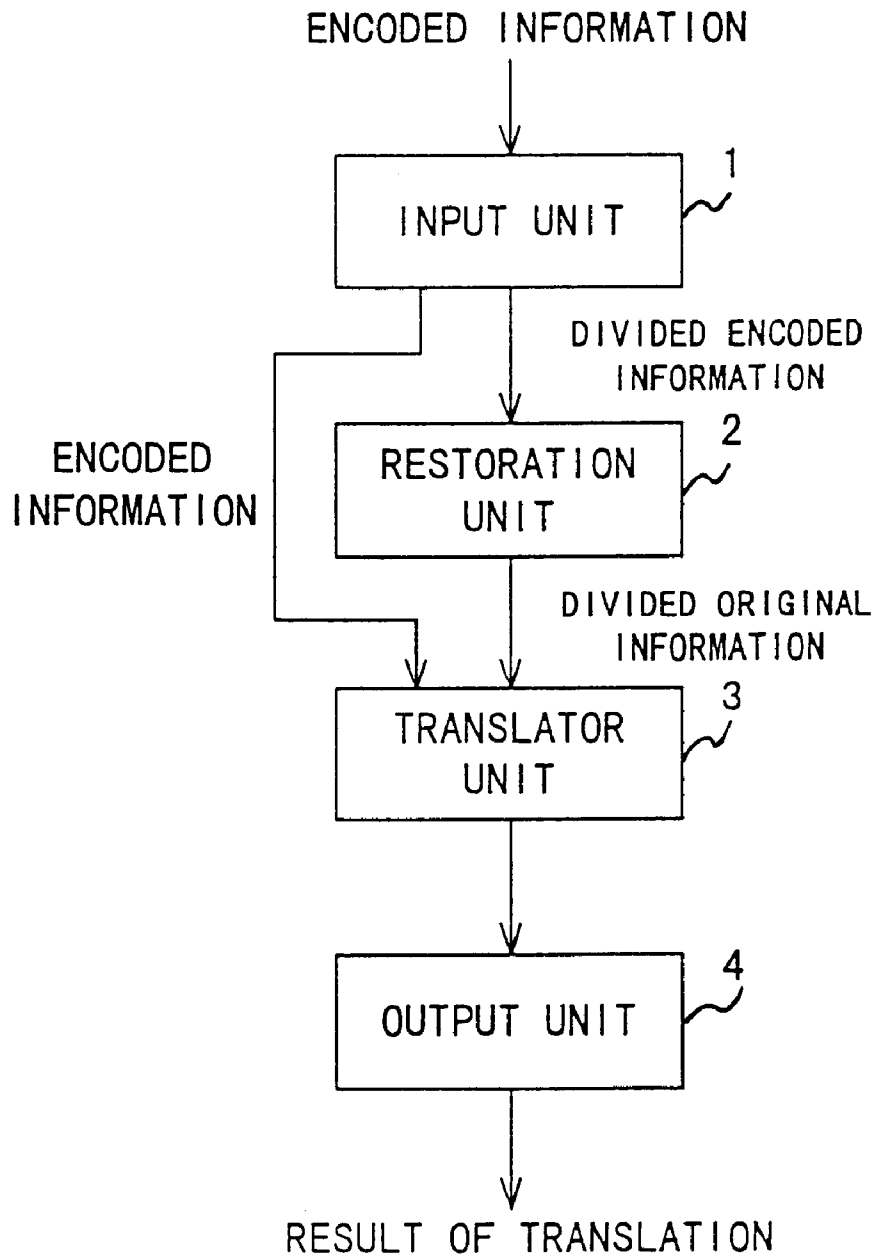 ENCODED INFORMATION
1
INPUT UNIT
DIVIDED ENCODED
INFORMATION
2
RESTORATION
UNIT
ENCODED
INFORMATION
DIVIDED ORIGINAL
INFORMATION
3
TRANSLATOR
UNIT
4
OUTPUT UNIT
RESULT OF TRANSLATION